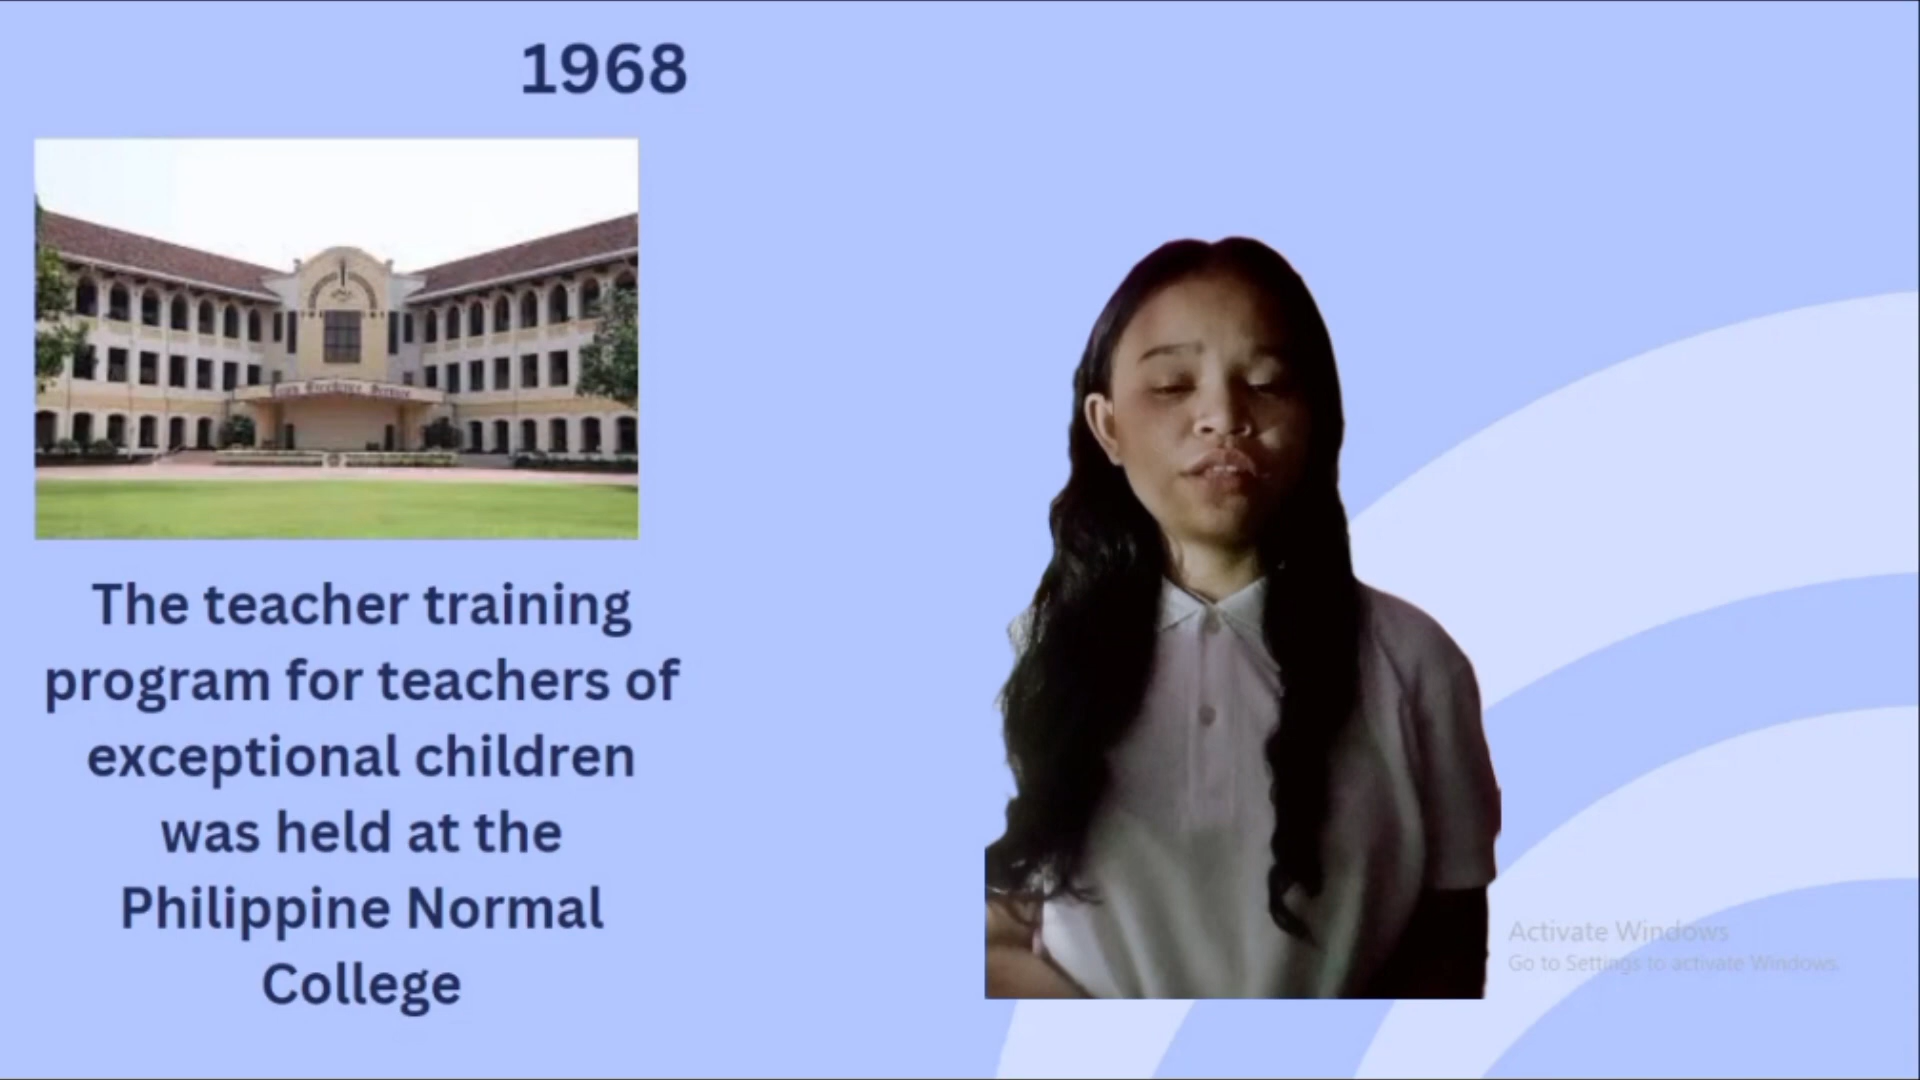 1968
The teacher training
program for teachers of
exceptional children
was held at the
Philippine Normal
College
Activate Windows
Go to Settings to activate Windows.